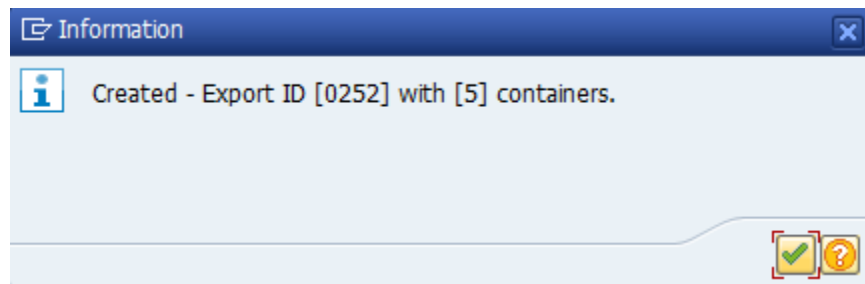 Information
Created - Export ID [0252] with [5] containers.